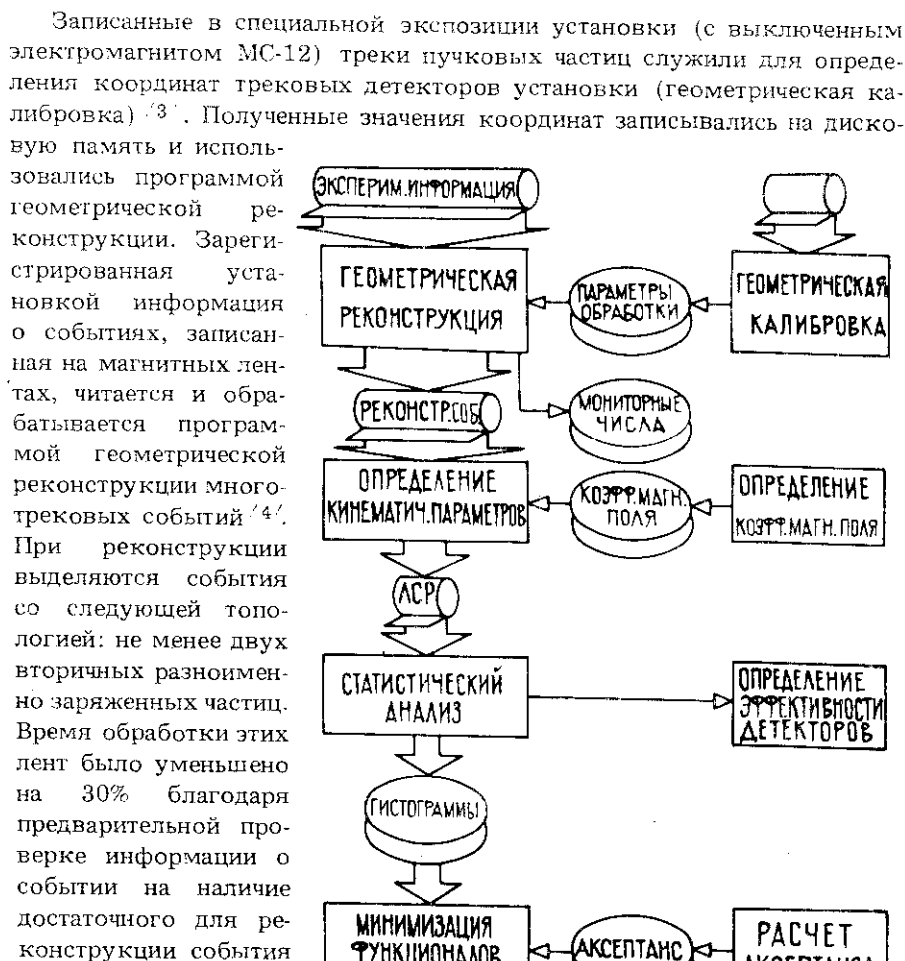 Записанные в специальной экспозиции установки (с выключенным
электромагнитом МС-12) треки пучковых частиц служили для опреде-
ления координат трековых детекторов установки (геометрическая ка-
либровка) /3/. Полученные значения координат записывались на диско-
вую память и исполь-
зовались программой
геометрической ре-
конструкции. Зареги-
стрированная уста-
новкой информация
о событиях, записан-
ная на магнитных лен-
тах, читается и обра-
батывается програм-
мой геометрической
реконструкции много-
трековых событий /4/.
При реконструкции
выделяются события
со следующей топо-
логией: не менее двух
вторичных разноимен-
но заряженных частиц.
Время обработки этих
лент было уменьшено
на 30% благодаря
предварительной про-
верке информации о
событии на наличие
достаточного для ре-
конструкции события
ЭКСПЕРИМ.ИНФОРМАЦИЯ
ГЕОМЕТРИЧЕСКАЯ
РЕКОНСТРУКЦИЯ
ПАРАМЕТРЫ
ОБРАБОТКИ
ГЕОМЕТРИЧЕСКАЯ
КАЛИБРОВКА
РЕКОНСТР.СОБ
МОНИТОРНЫЕ
ЧИСЛА
ОПРЕДЕЛЕНИЕ
КИНЕМАТИЧ.ПАРАМЕТРОВ
КОЭФФ.МАГН.
ПОЛЯ
ОПРЕДЕЛЕНИЕ
КОЭФФ.МАГН.ПОЛЯ
ЛСР
СТАТИСТИЧЕСКИЙ
АНАЛИЗ
ОПРЕДЕЛЕНИЕ
ЭФФЕКТИВНОСТИ
ДЕТЕКТОРОВ
ГИСТОГРАММЫ
МИНИМИЗАЦИЯ
ФУНКЦИОНАЛОВ
АКСЕПТАНС
РАСЧЕТ
АКСЕПТАНСА